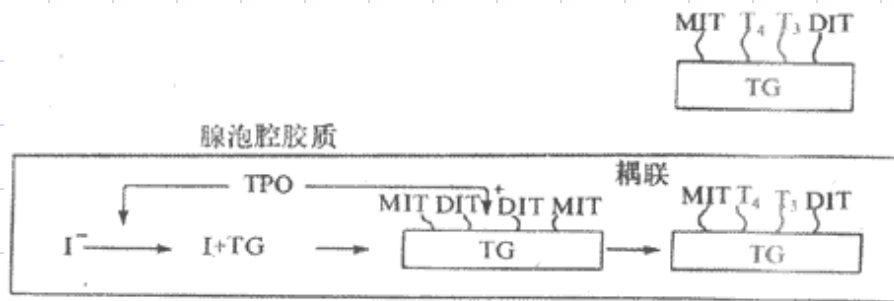 MIT T₄ T₃ DIT
TG
腺泡腔胶质
TPO
耦联
MIT DIT + DIT MIT
MIT T₄ T₃ DIT
I⁻ I+TG TG TG